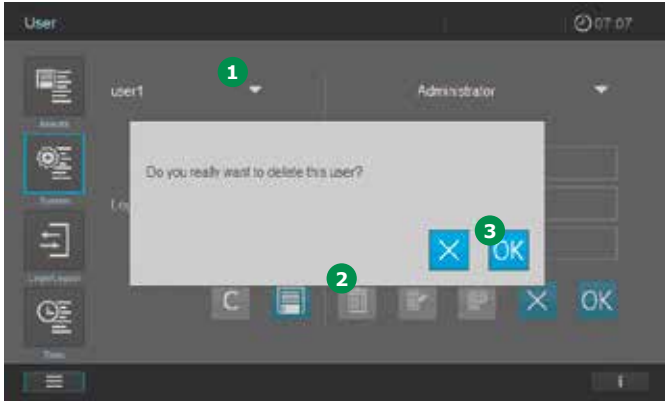 User
07:07
1
user1
Administrator
Do you really want to delete this user?
3
OK
2
C
OK
i